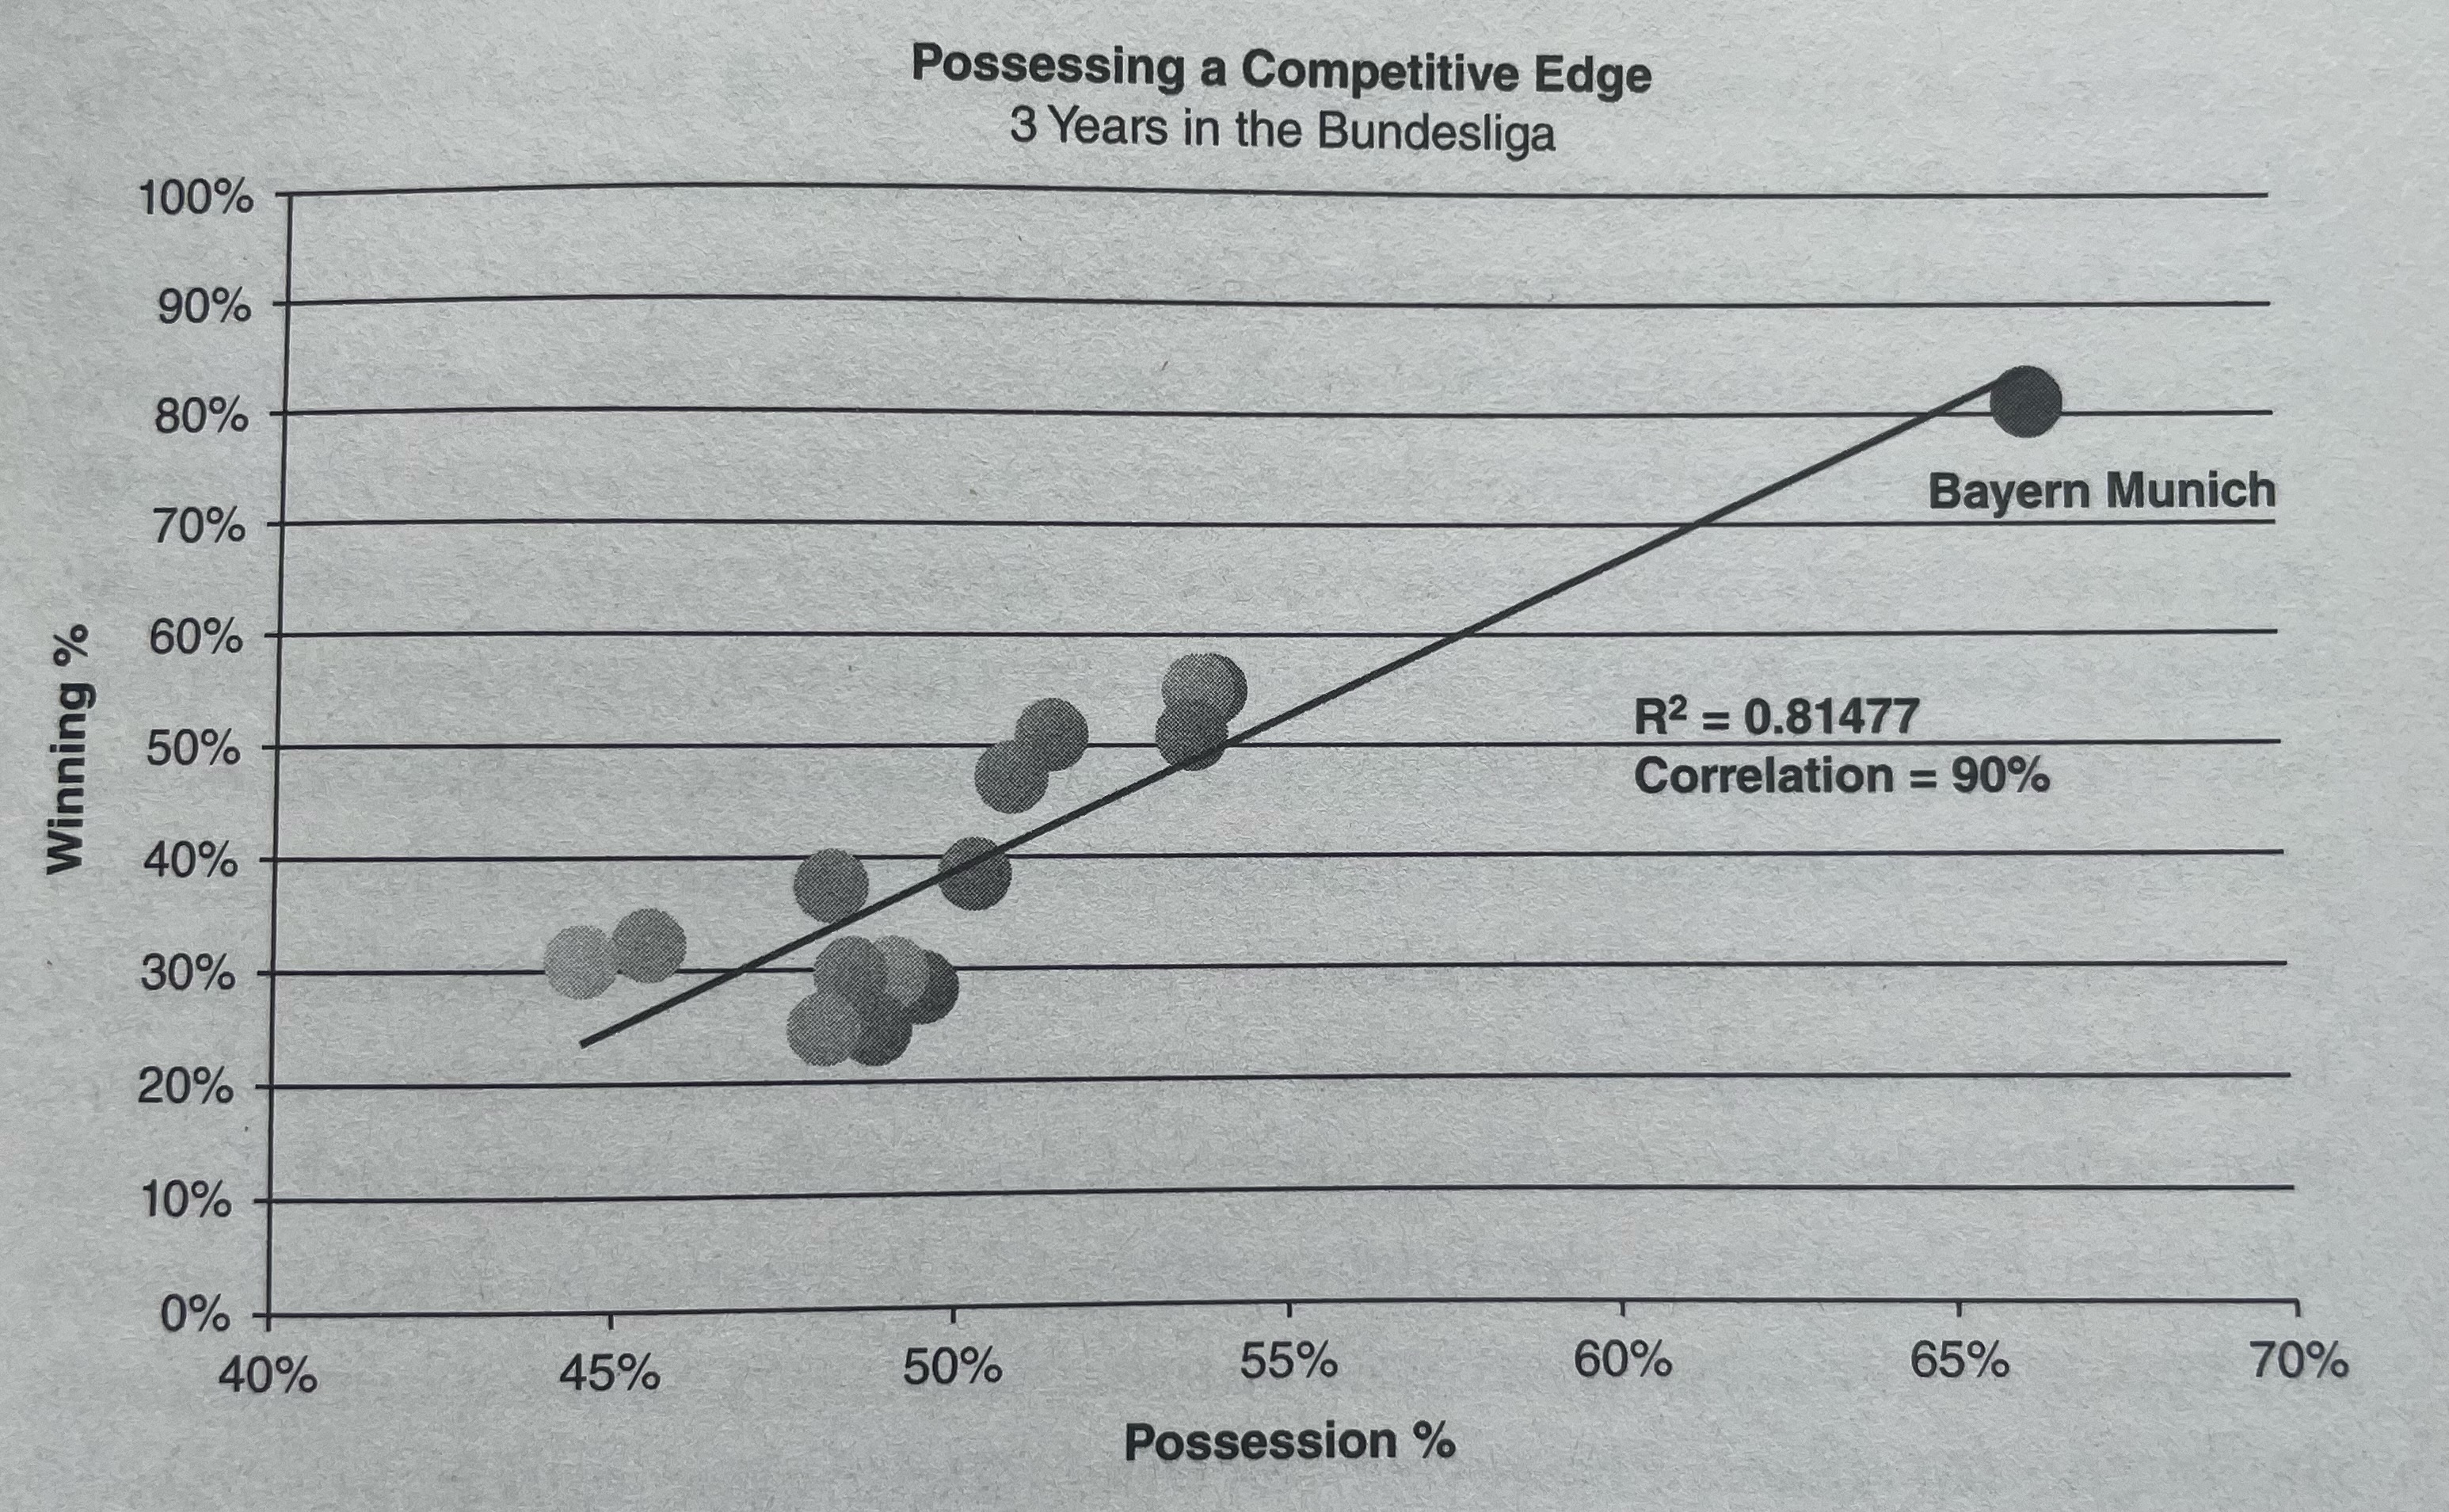 Possessing a Competitive Edge
3 Years in the Bundesliga
100%
90%
80%
70%
60%
50%
40%
30%
20%
10%
0%
Winning %
Bayern Munich
R² = 0.81477
Correlation = 90%
40%
45%
50%
55%
60%
65%
70%
Possession %